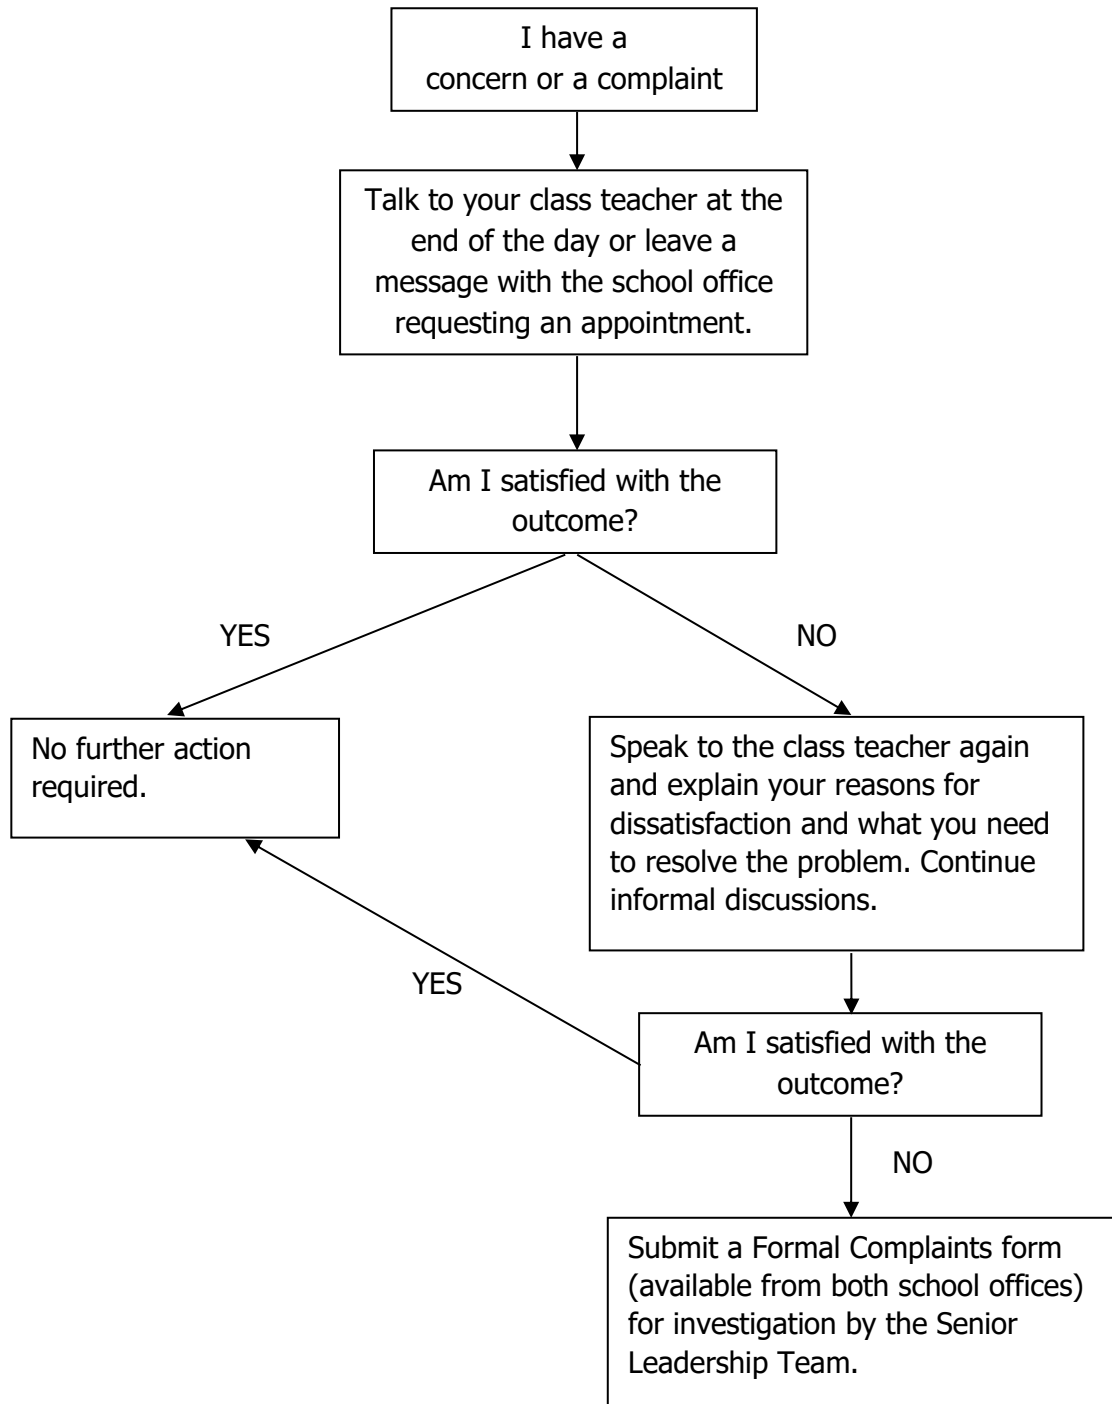 I have a
concern or a complaint
Talk to your class teacher at the
end of the day or leave a
message with the school office
requesting an appointment.
Am I satisfied with the
outcome?
YES
NO
No further action
required.
Speak to the class teacher again
and explain your reasons for
dissatisfaction and what you need
to resolve the problem. Continue
informal discussions.
YES
Am I satisfied with the
outcome?
NO
Submit a Formal Complaints form
(available from both school offices)
for investigation by the Senior
Leadership Team.